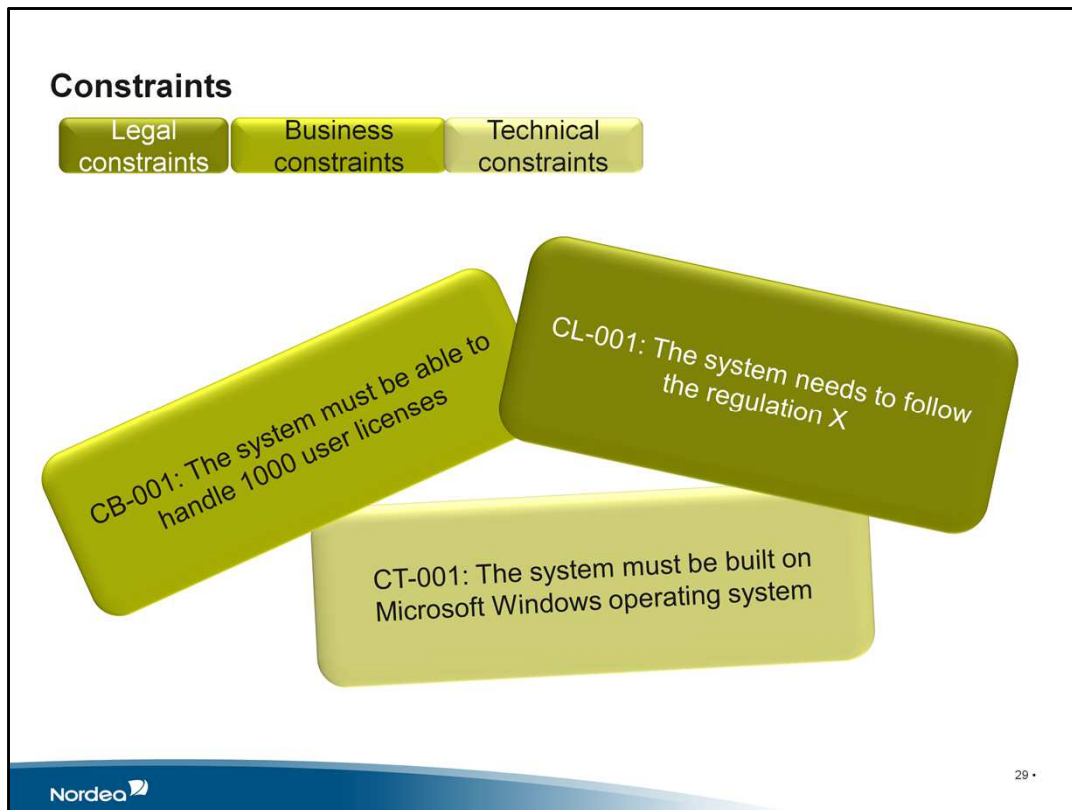 Constraints
Legal
constraints
Business
constraints
Technical
constraints
CB-001: The system must be able to
handle 1000 user licenses
CL-001: The system needs to follow
the regulation X
CT-001: The system must be built on
Microsoft Windows operating system
Nordea
29 •